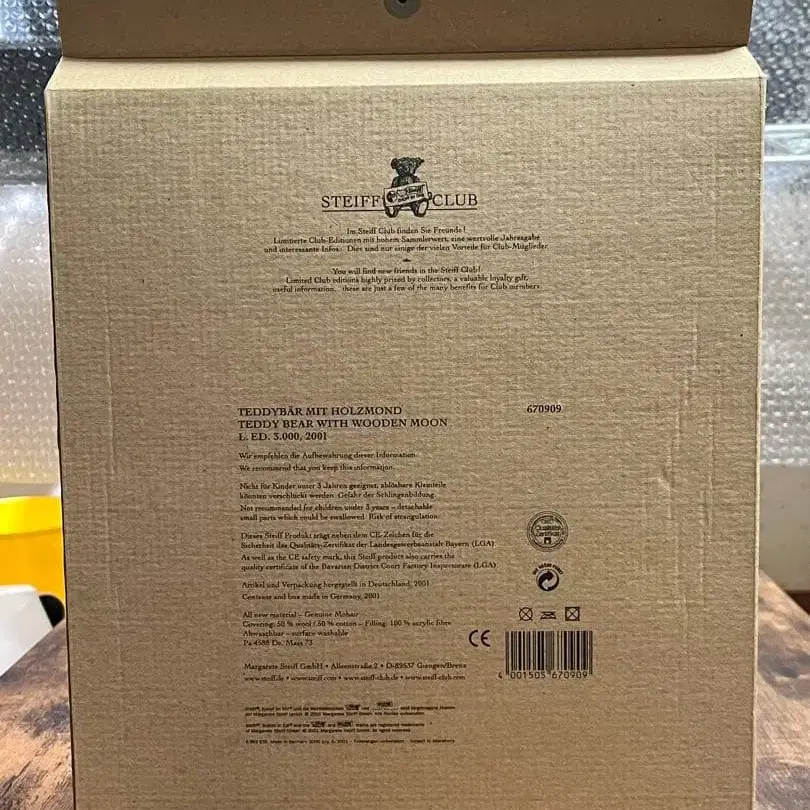 STEIFF CLUB
Im Steiff Club finden Sie Freunde!
Limitierte Club-Editionen mit hohem Sammlerwert, eine wertvolle Jahresgabe
und interessante Infos. Dies sind nur einige der vielen Vorteile für Club-Mitglieder.
You will find new friends in the Steiff Club!
Limited Club editions highly prized by collectors, a valuable loyalty gift,
useful information... these are just a few of the many benefits for Club members.
TEDDYBÄR MIT HOLZMOND 670909
TEDDY BEAR WITH WOODEN MOON
L. ED. 3.000, 2001
Wir empfehlen die Aufbewahrung dieser Information.
We recommend that you keep this information.
Nicht für Kinder unter 3 Jahren geeignet, ablösbare Kleinteile
könnten verschluckt werden. Gefahr der Schlingenbildung.
Not recommended for children under 3 years – detachable
small parts which could be swallowed. Risk of strangulation.
Dieses Steiff Produkt trägt neben dem CE-Zeichen für die
Sicherheit das Qualitäts-Zertifikat der Landesgewerbeanstalt Bayern (LGA)
As well as the CE safety mark, this Steiff product also carries the
quality certificate of the Bavarian District Court Factory Inspectorate (LGA)
Artikel und Verpackung hergestellt in Deutschland, 2001
Contents and box made in Germany, 2001
All new material – Genuine Mohair
Covering: 50 % wool / 50 % cotton – Filling: 100 % acrylic fibre
Abwaschbar – surface washable
Pa 4588 De, Mass 73
CE
Margarete Steiff GmbH • Alleenstraße 2 • D-89537 Giengen/Brenz
www.steiff.de • www.steiff.com • www.steiff-club.de • www.steiff-club.com
4 001505 670909